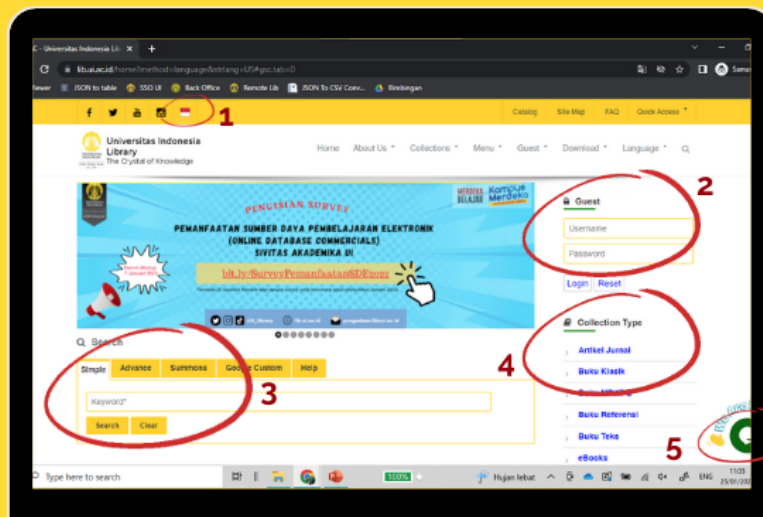 C - Universitas Indonesia Lib
lib.ui.ac.id/home?method=language&strlang=US#gsc.tab=0
JSON to table
SSO UI
Back Office
Remote Lib
JSON To CSV Conv...
Bimbingan
1
Catalog
Site Map
FAQ
Quick Access
Universitas Indonesia
Library
The Crystal of Knowledge
Home
About Us
Collections
Menu
Guest
Download
Language
2
PENGISIAN SURVEY
MERDEKA BELAJAR
Kampus Merdeka
PEMANFAATAN SUMBER DAYA PEMBELAJARAN ELEKTRONIK
(ONLINE DATABASE COMMERCIALS)
SIVITAS AKADEMIKA UI
bit.ly/SurveyPemanfaatanSDE2022
Guest
Username
Password
Login
Reset
Search
Collection Type
4
Artikel Jurnal
Buku Klasik
Simple
Advance
Summons
Google Custom
Help
3
Keyword*
Search
Clear
Buku Referensi
Buku Teks
eBooks
5
Type here to search
100%
Hujan lebat
ENG
11:03